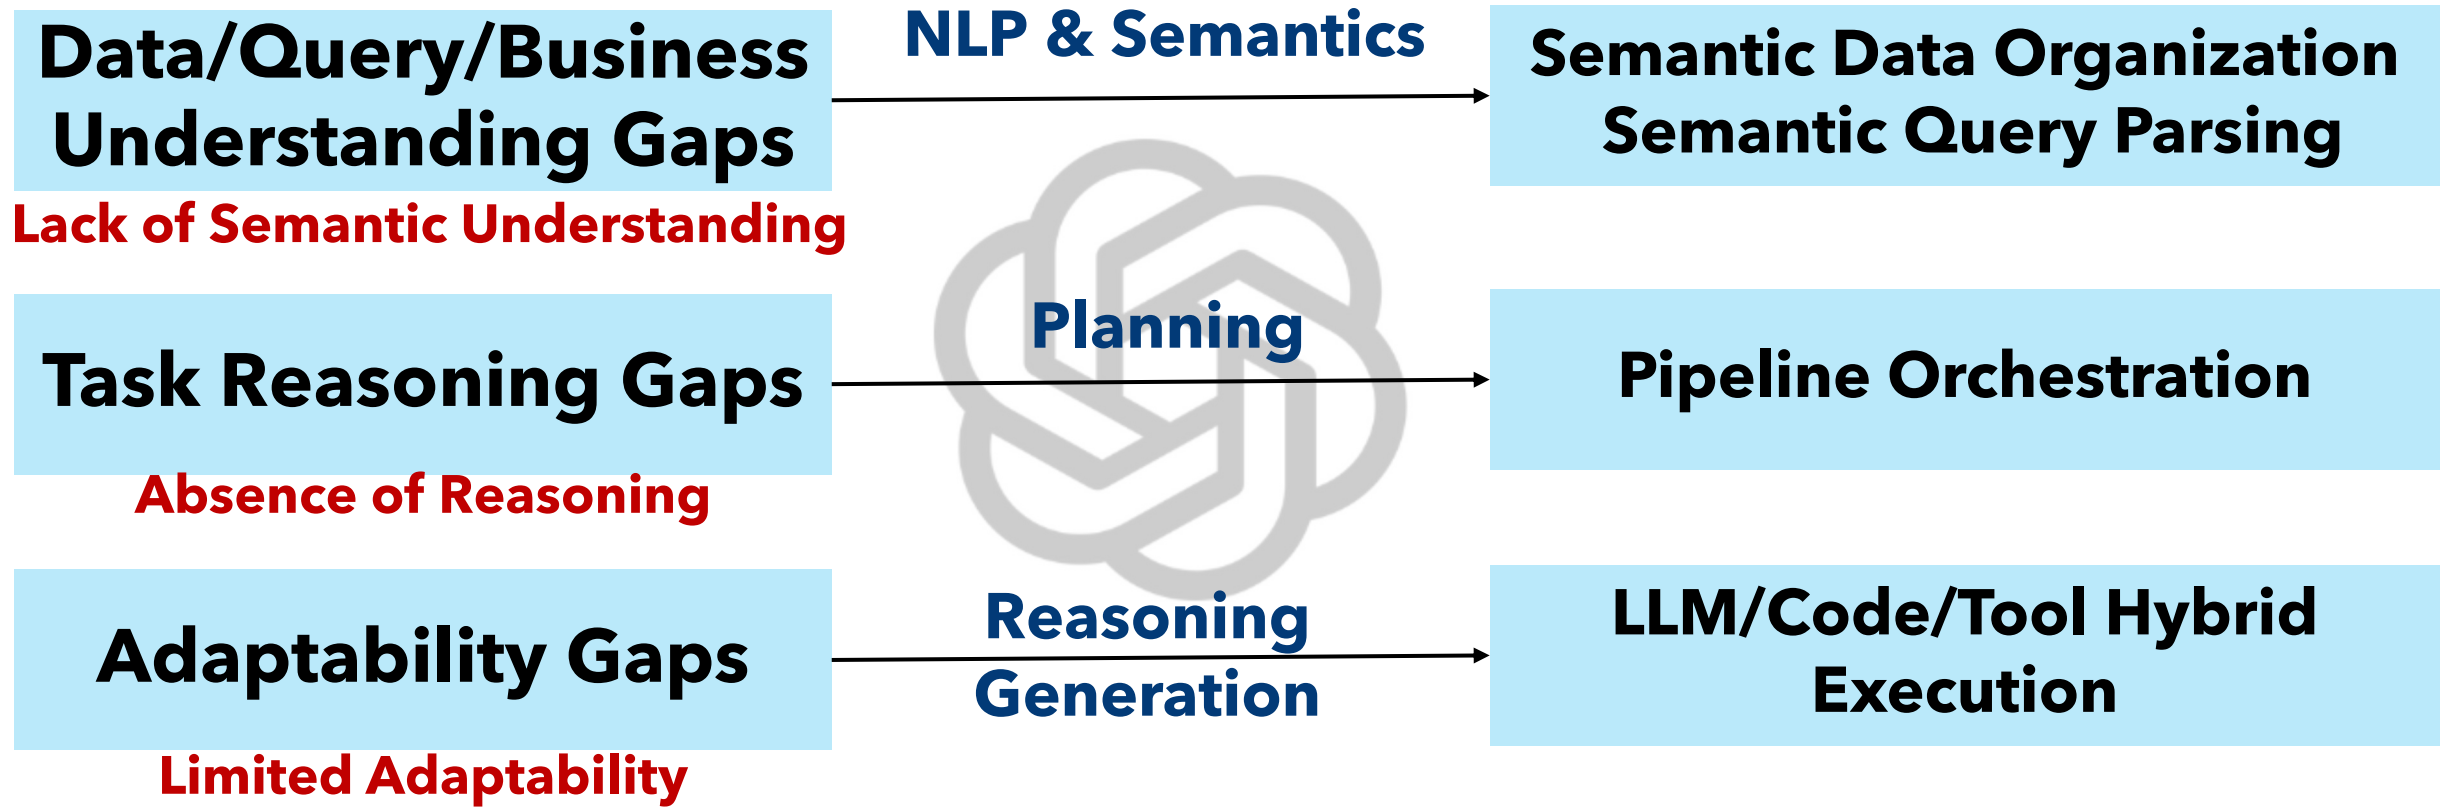 Data/Query/Business
Understanding Gaps
Lack of Semantic Understanding
NLP & Semantics
Semantic Data Organization
Semantic Query Parsing
Task Reasoning Gaps
Absence of Reasoning
Planning
Pipeline Orchestration
Adaptability Gaps
Limited Adaptability
Reasoning
Generation
LLM/Code/Tool Hybrid
Execution